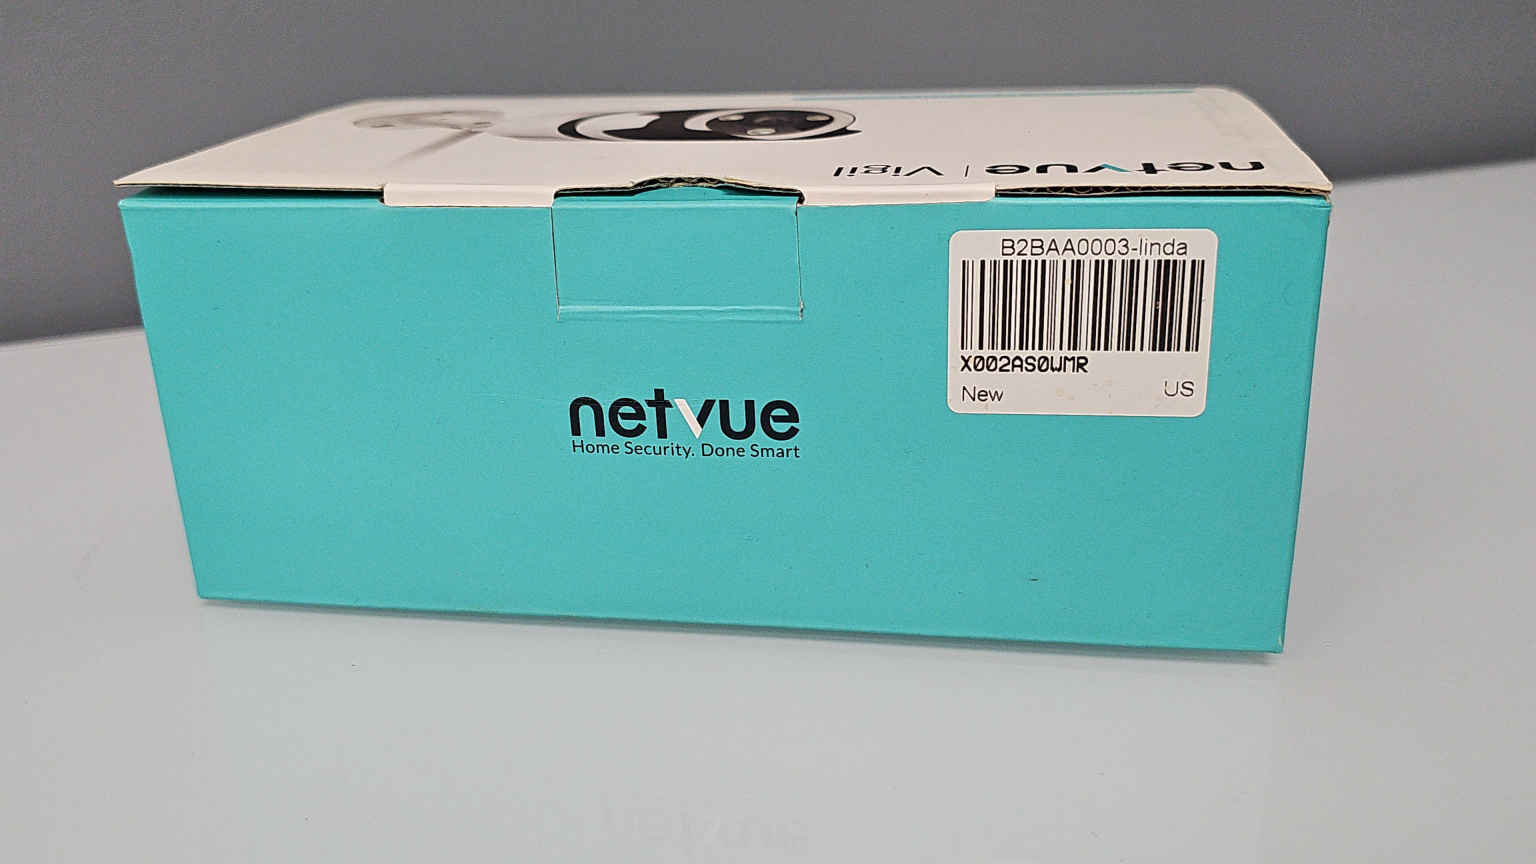 netvue | Vigil
B2BAA0003-linda
X002AS0WMR
New US
netvue
Home Security. Done Smart